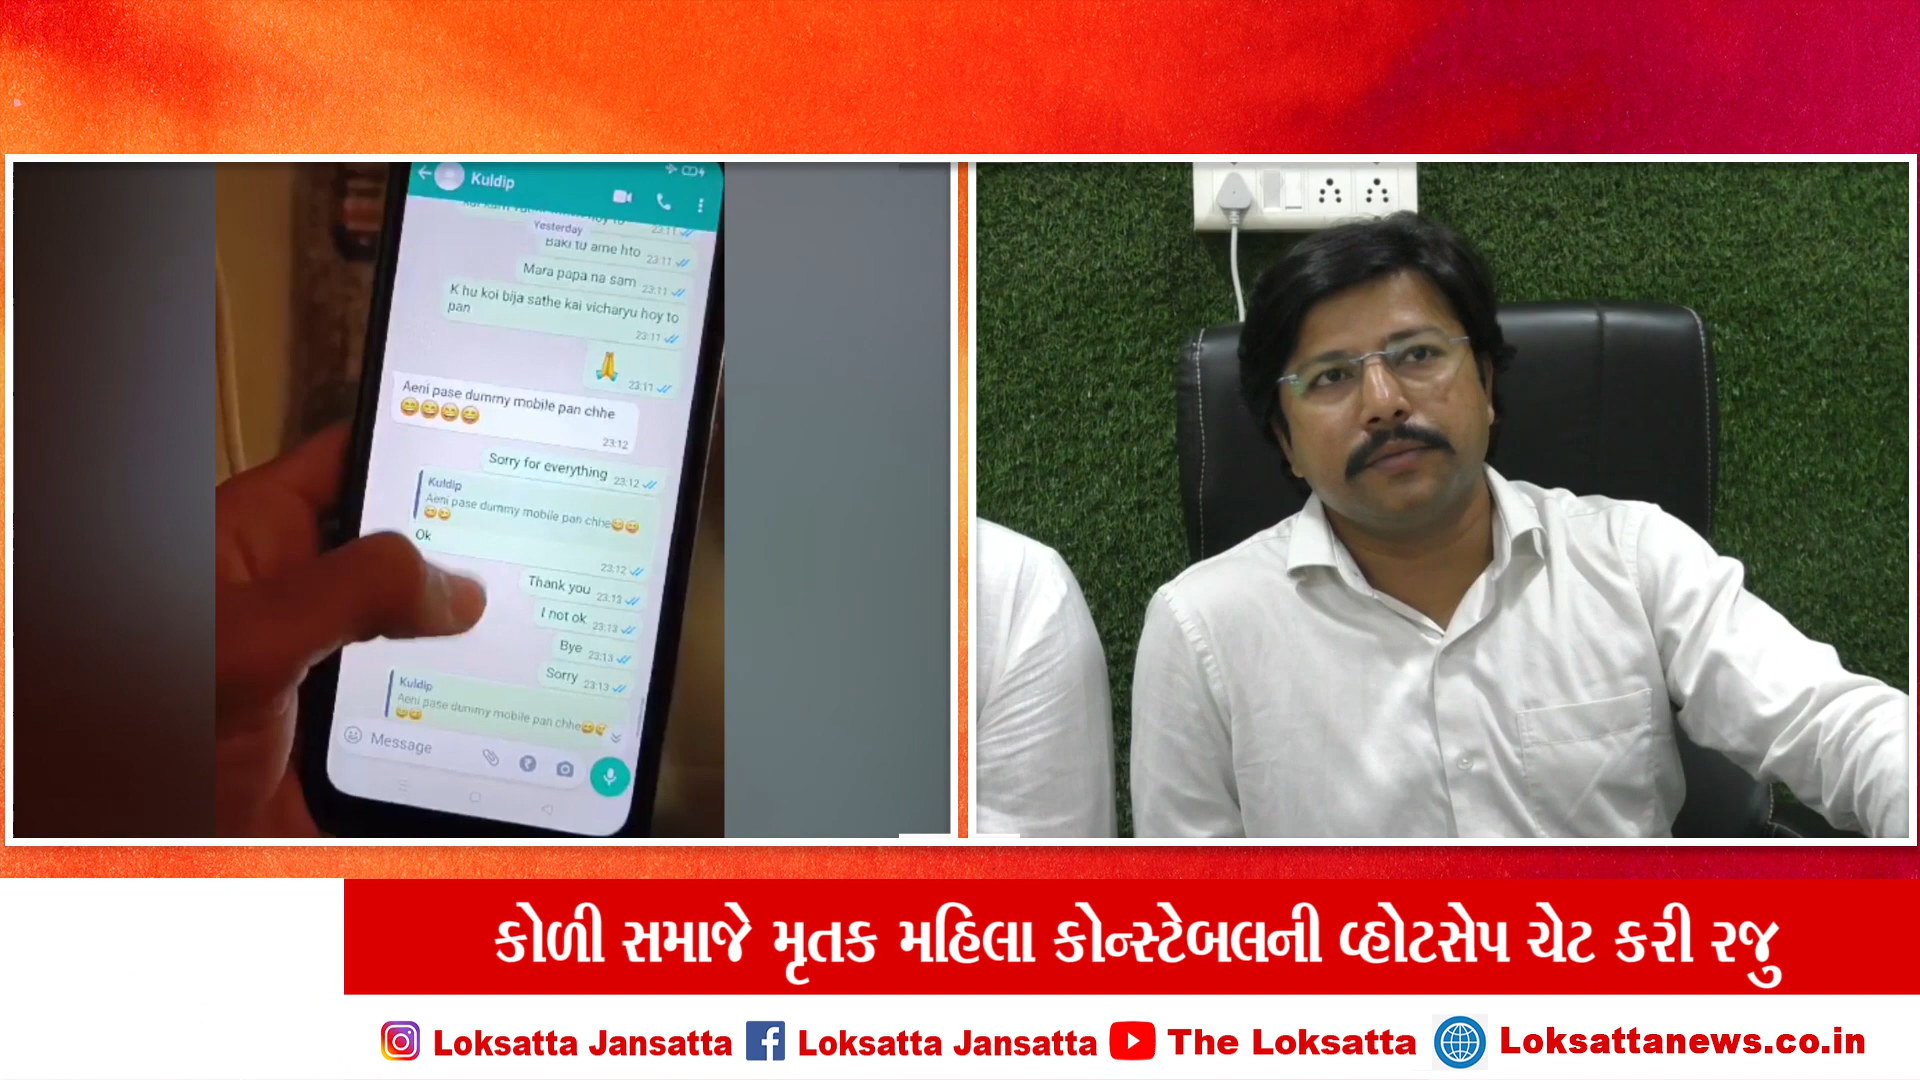 Kuldip
Yesterday
23:11
Baki to ame hto 23:11
Mara papa na sam 23:11
K hu koi bija sathe kai vicharyu hoy to
pan
23:11
23:11
Aeni pase dummy mobile pan chhe
😄😄😄😄
23:12
Sorry for everything 23:12
Kuldip
Aeni pase dummy mobile pan chhe😄😄
😄😄
Ok
23:12
Thank you 23:13
I not ok 23:13
Bye 23:13
Sorry 23:13
Kuldip
Aeni pase dummy mobile pan chhe😄😄
😄😄
Message
કોળી સમાજે મૃતક મહિલા કોન્સ્ટેબલની વ્હોટસેપ ચેટ કરી રજુ
Loksatta Jansatta Loksatta Jansatta The Loksatta Loksattanews.co.in